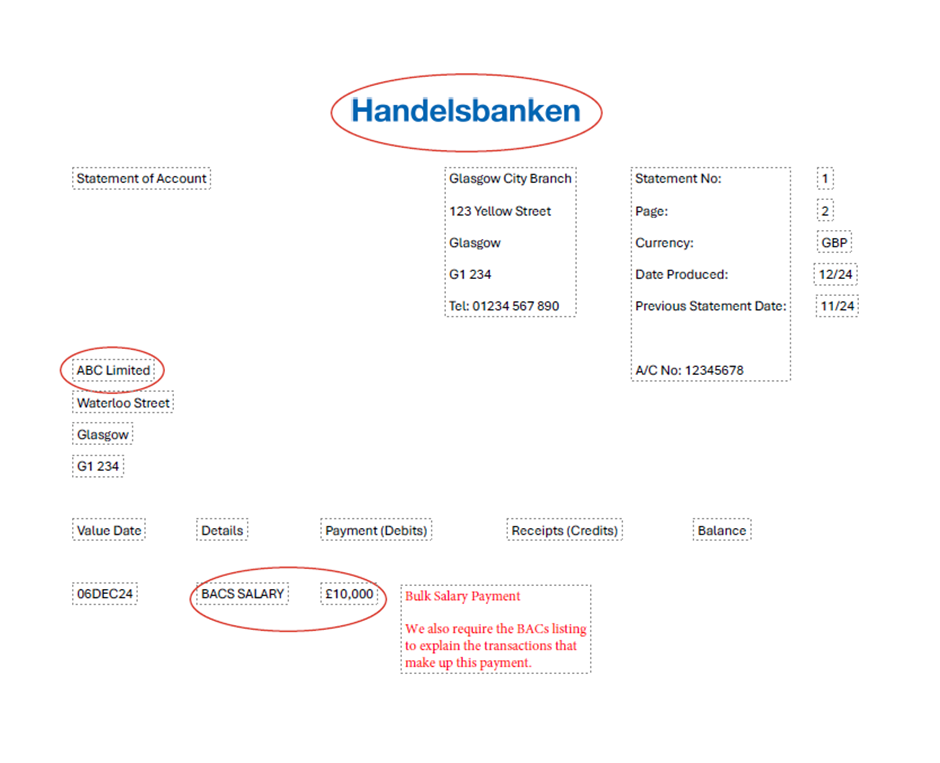 Handelsbanken
Statement of Account
Glasgow City Branch
123 Yellow Street
Glasgow
G1 234
Tel: 01234 567 890
Statement No: 1
Page: 2
Currency: GBP
Date Produced: 12/24
Previous Statement Date: 11/24
A/C No: 12345678
ABC Limited
Waterloo Street
Glasgow
G1 234
Value Date Details Payment (Debits) Receipts (Credits) Balance
06DEC24 BACS SALARY £10,000
Bulk Salary Payment
We also require the BACs listing
to explain the transactions that
make up this payment.